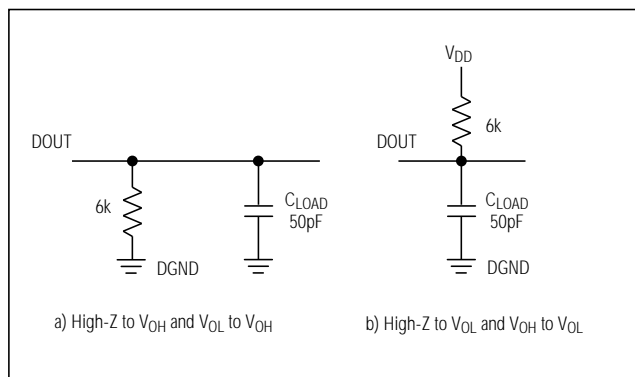 DOUT
6k
DGND
CLOAD
50pF
a) High-Z to VOH and VOL to VOH
VDD
6k
DOUT
CLOAD
50pF
DGND
b) High-Z to VOL and VOH to VOL